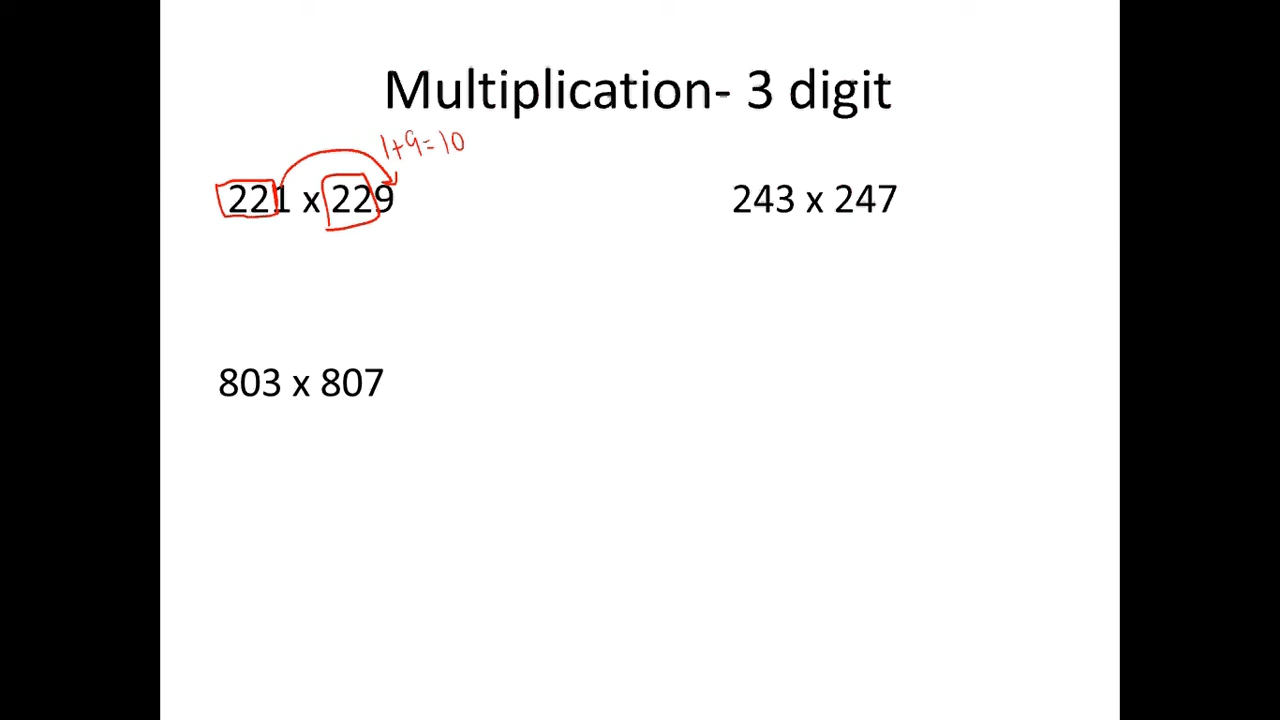 Multiplication- 3 digit
1+9=10
221 x 229
243 x 247
803 x 807